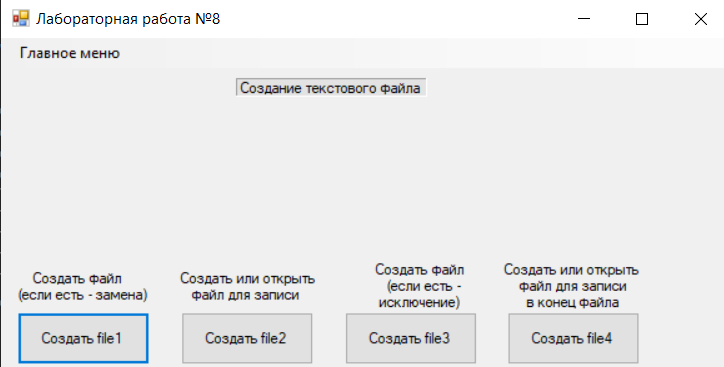 Лабораторная работа №8
Главное меню
Создание текстового файла
Создать файл
(если есть - замена)
Создать или открыть
файл для записи
Создать файл
(если есть -
исключение)
Создать или открыть
файл для записи
в конец файла
Создать file1
Создать file2
Создать file3
Создать file4